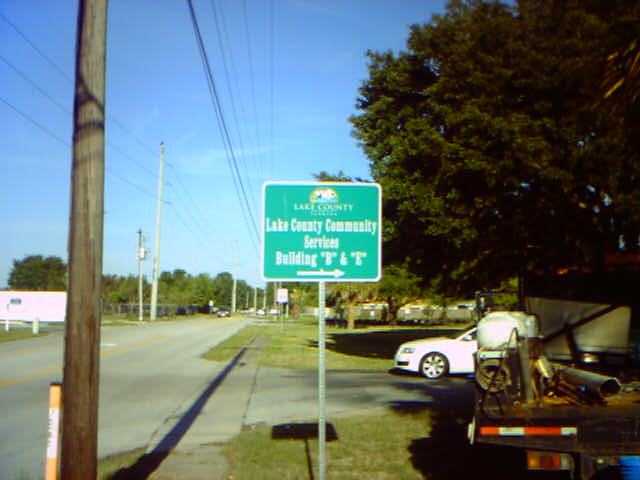 LAKE COUNTY
FLORIDA
Lake County Community
Services
Building "B" & "E"